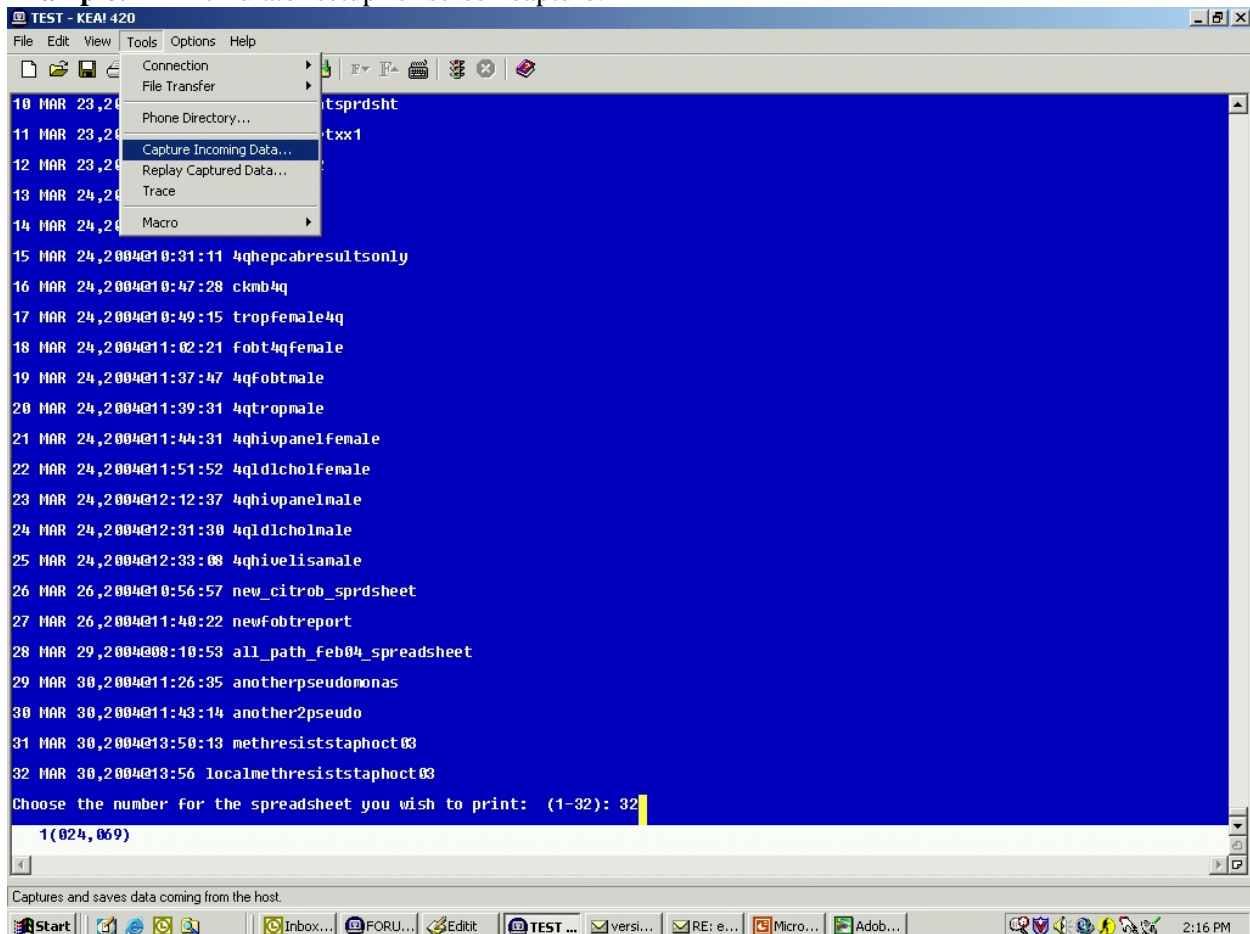 TEST - KEA! 420
File Edit View Tools Options Help
Connection
File Transfer
Phone Directory...
Capture Incoming Data...
Replay Captured Data...
Trace
Macro
10 MAR 23,2 tsprdsht
11 MAR 23,2 txx1
12 MAR 23,2
13 MAR 24,2
14 MAR 24,2
15 MAR 24,2004@10:31:11 4qhepcabresultsonly
16 MAR 24,2004@10:47:28 ckmb4q
17 MAR 24,2004@10:49:15 tropfemale4q
18 MAR 24,2004@11:02:21 fobt4qfemale
19 MAR 24,2004@11:37:47 4qfobtmale
20 MAR 24,2004@11:39:31 4qtropmale
21 MAR 24,2004@11:44:31 4qhivpanelfemale
22 MAR 24,2004@11:51:52 4qldlcholfemale
23 MAR 24,2004@12:12:37 4qhivpanelmale
24 MAR 24,2004@12:31:30 4qldlcholmale
25 MAR 24,2004@12:33:08 4qhivelisamale
26 MAR 26,2004@10:56:57 new_citrob_sprdsheet
27 MAR 26,2004@11:40:22 newfobtreport
28 MAR 29,2004@08:10:53 all_path_feb04_spreadsheet
29 MAR 30,2004@11:26:35 anotherpseudomonas
30 MAR 30,2004@11:43:14 another2pseudo
31 MAR 30,2004@13:50:13 methresiststaphoct03
32 MAR 30,2004@13:56 localmethresiststaphoct03
Choose the number for the spreadsheet you wish to print: (1-32): 32
1(024,069)
Captures and saves data coming from the host.
Start Inbox... FORU... Editit TEST ... versi... RE: e... Micro... Adob... 2:16 PM